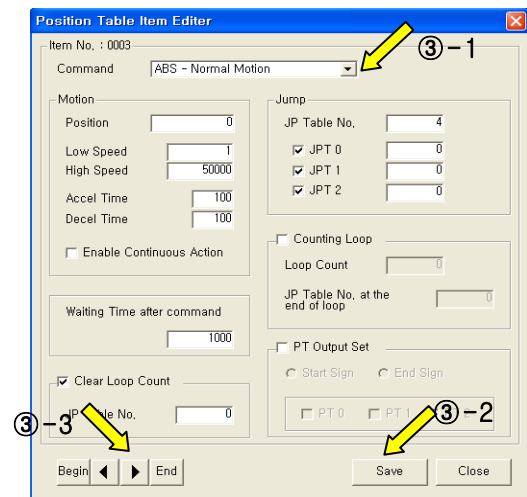 Position Table Item Editor
Item No, : 0003
③-1
Command ABS - Normal Motion
Motion
Position 0
Low Speed 1
High Speed 50000
Accel Time 100
Decel Time 100
Enable Continuous Action
Waiting Time after command
1000
Clear Loop Count
JP Table No, 0
③-3
Jump
JP Table No, 4
JPT 0 0
JPT 1 0
JPT 2 0
Counting Loop
Loop Count 0
JP Table No, at the
end of loop 0
PT Output Set
Start Sign End Sign
PT 0 PT 1
③-2
Begin End Save Close